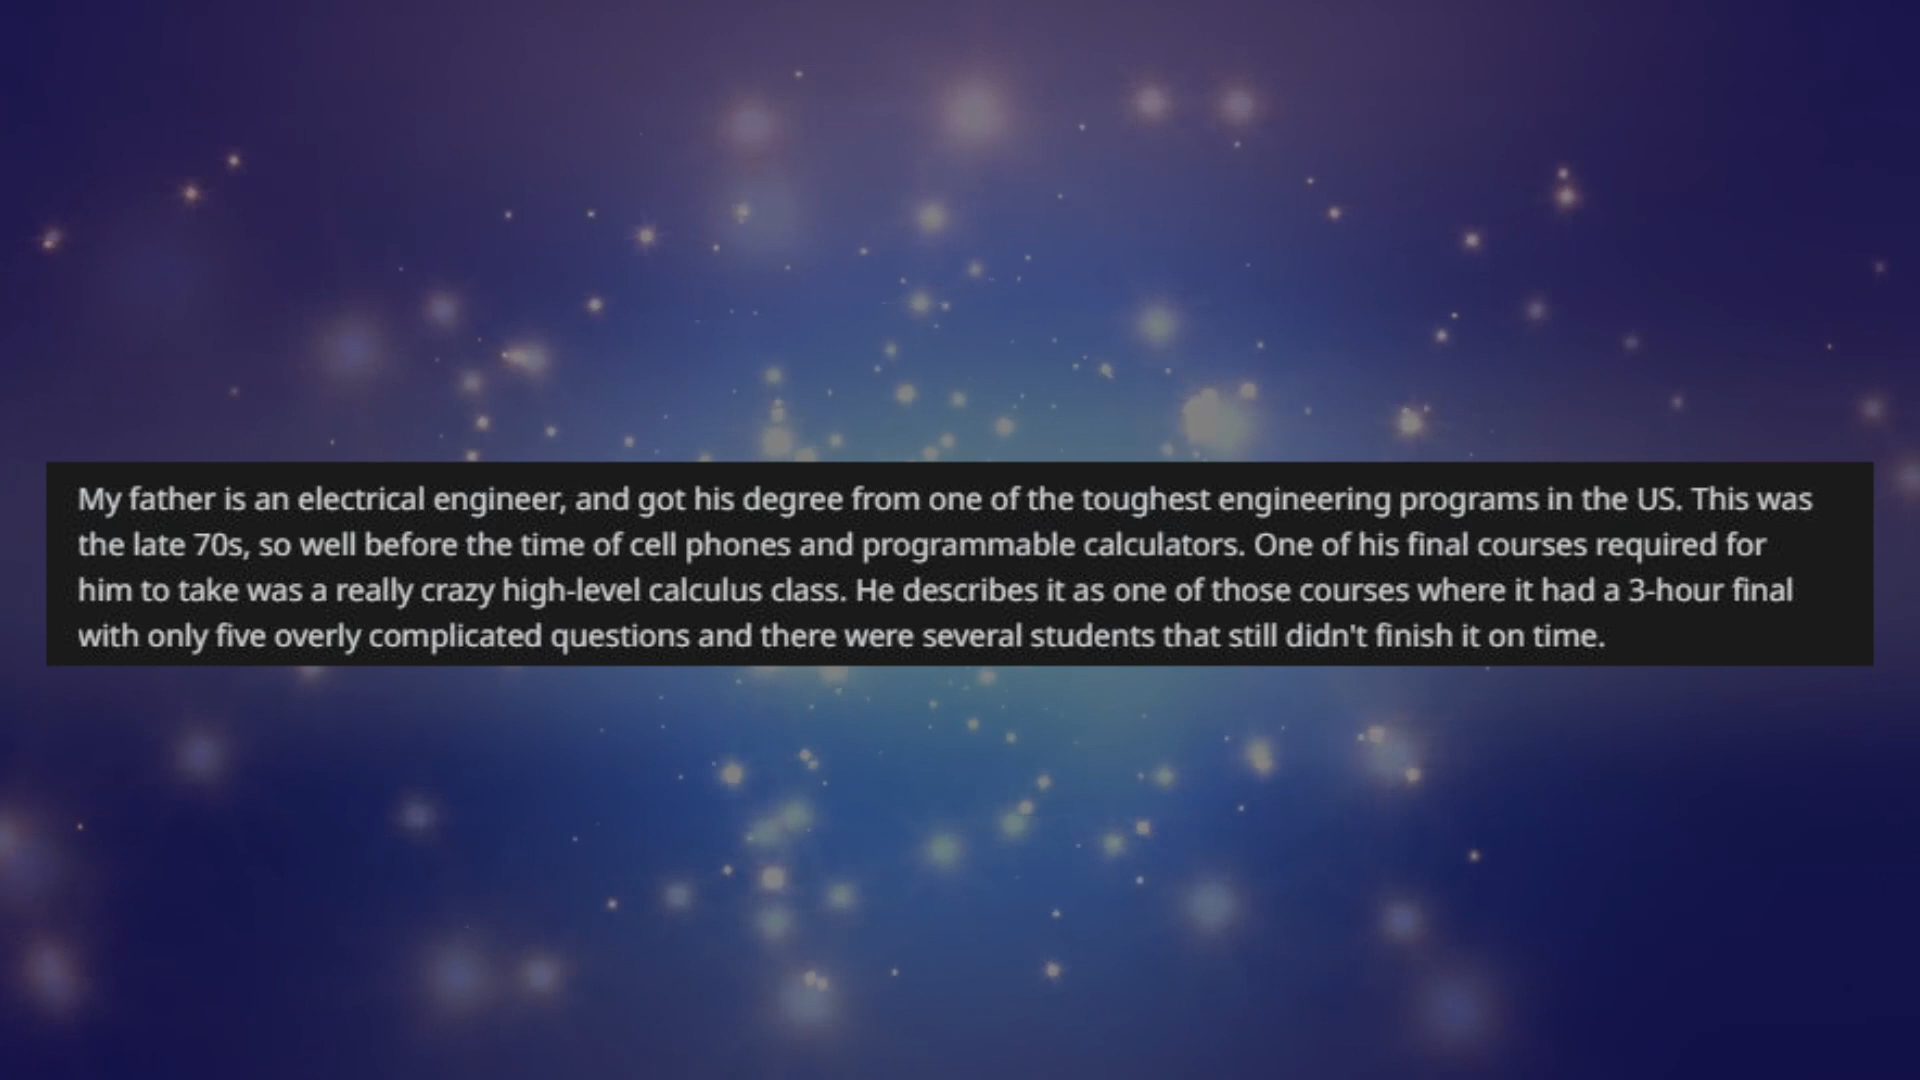 My father is an electrical engineer, and got his degree from one of the toughest engineering programs in the US. This was
the late 70s, so well before the time of cell phones and programmable calculators. One of his final courses required for
him to take was a really crazy high-level calculus class. He describes it as one of those courses where it had a 3-hour final
with only five overly complicated questions and there were several students that still didn't finish it on time.